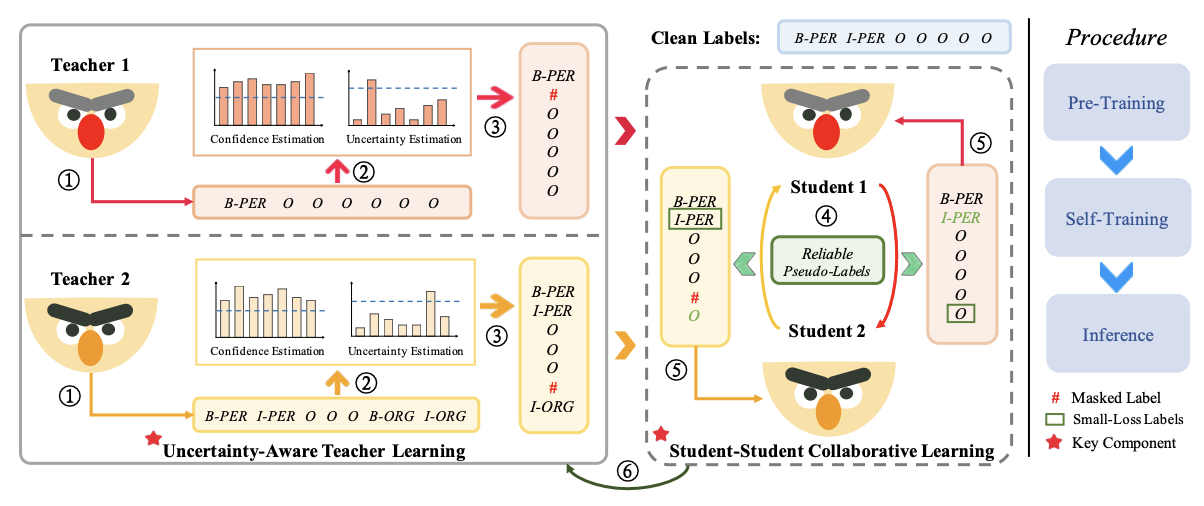 Teacher 1
Confidence Estimation
Uncertainty Estimation
①
②
B-PER O O O O O O
③
B-PER
#
O
O
O
O
O
Teacher 2
Confidence Estimation
Uncertainty Estimation
①
②
B-PER I-PER O O O B-ORG I-ORG
③
B-PER
I-PER
O
O
O
#
I-ORG
Uncertainty-Aware Teacher Learning
Clean Labels:
B-PER I-PER O O O O O
B-PER
I-PER
O
O
O
#
O
⑤
Student 1
④
Reliable
Pseudo-Labels
Student 2
⑤
B-PER
I-PER
O
O
O
O
O
Student-Student Collaborative Learning
⑥
Procedure
Pre-Training
Self-Training
Inference
# Masked Label
Small-Loss Labels
Key Component